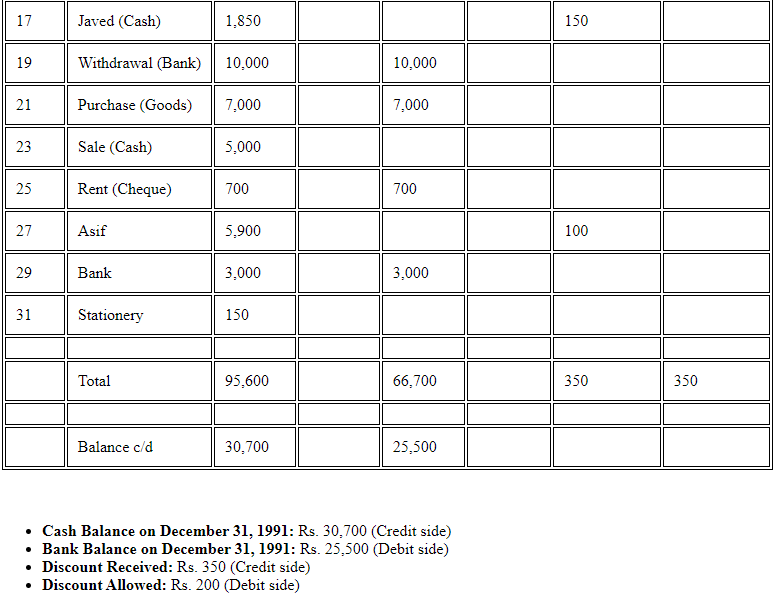 17 Javed (Cash) 1,850 150
19 Withdrawal (Bank) 10,000 10,000
21 Purchase (Goods) 7,000 7,000
23 Sale (Cash) 5,000
25 Rent (Cheque) 700 700
27 Asif 5,900 100
29 Bank 3,000 3,000
31 Stationery 150
Total 95,600 66,700 350 350
Balance c/d 30,700 25,500
• Cash Balance on December 31, 1991: Rs. 30,700 (Credit side)
• Bank Balance on December 31, 1991: Rs. 25,500 (Debit side)
• Discount Received: Rs. 350 (Credit side)
• Discount Allowed: Rs. 200 (Debit side)